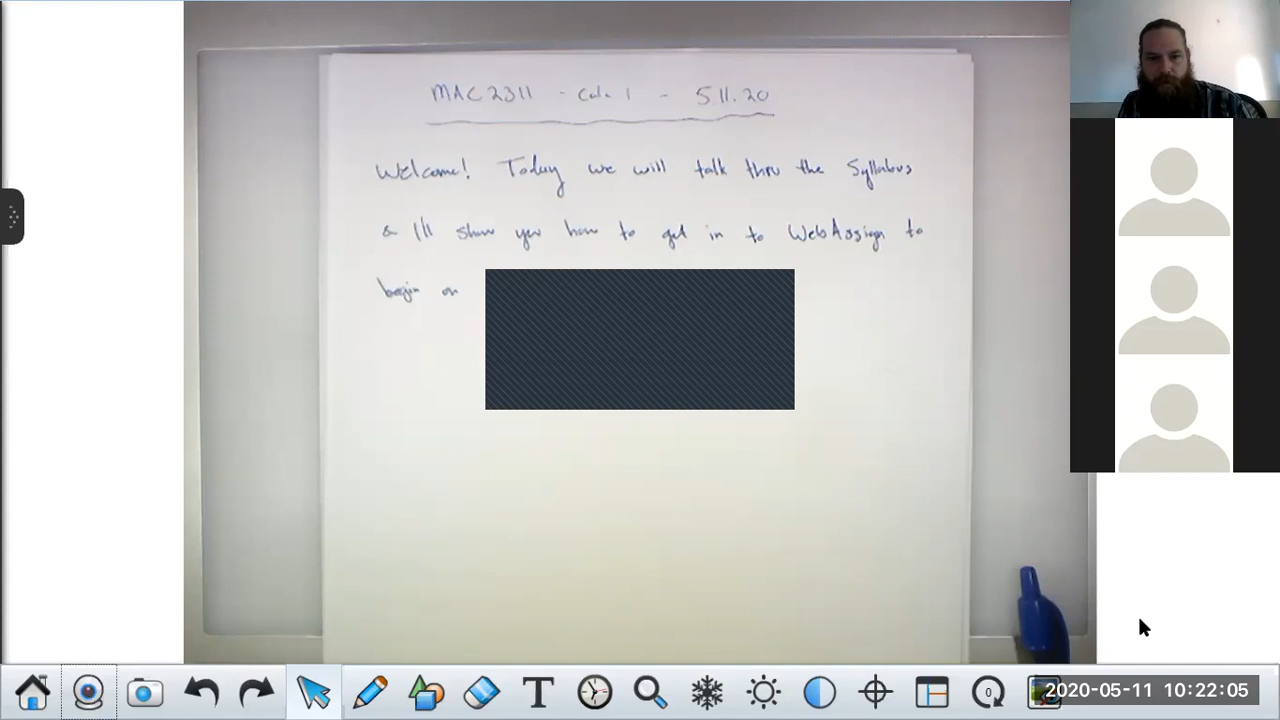 MAC2311 - Calc 1 - 5.11.20
Welcome! Today we will talk thru the Syllabus
& I'll show you how to get in to WebAssign to
begin on
2020-05-11 10:22:05